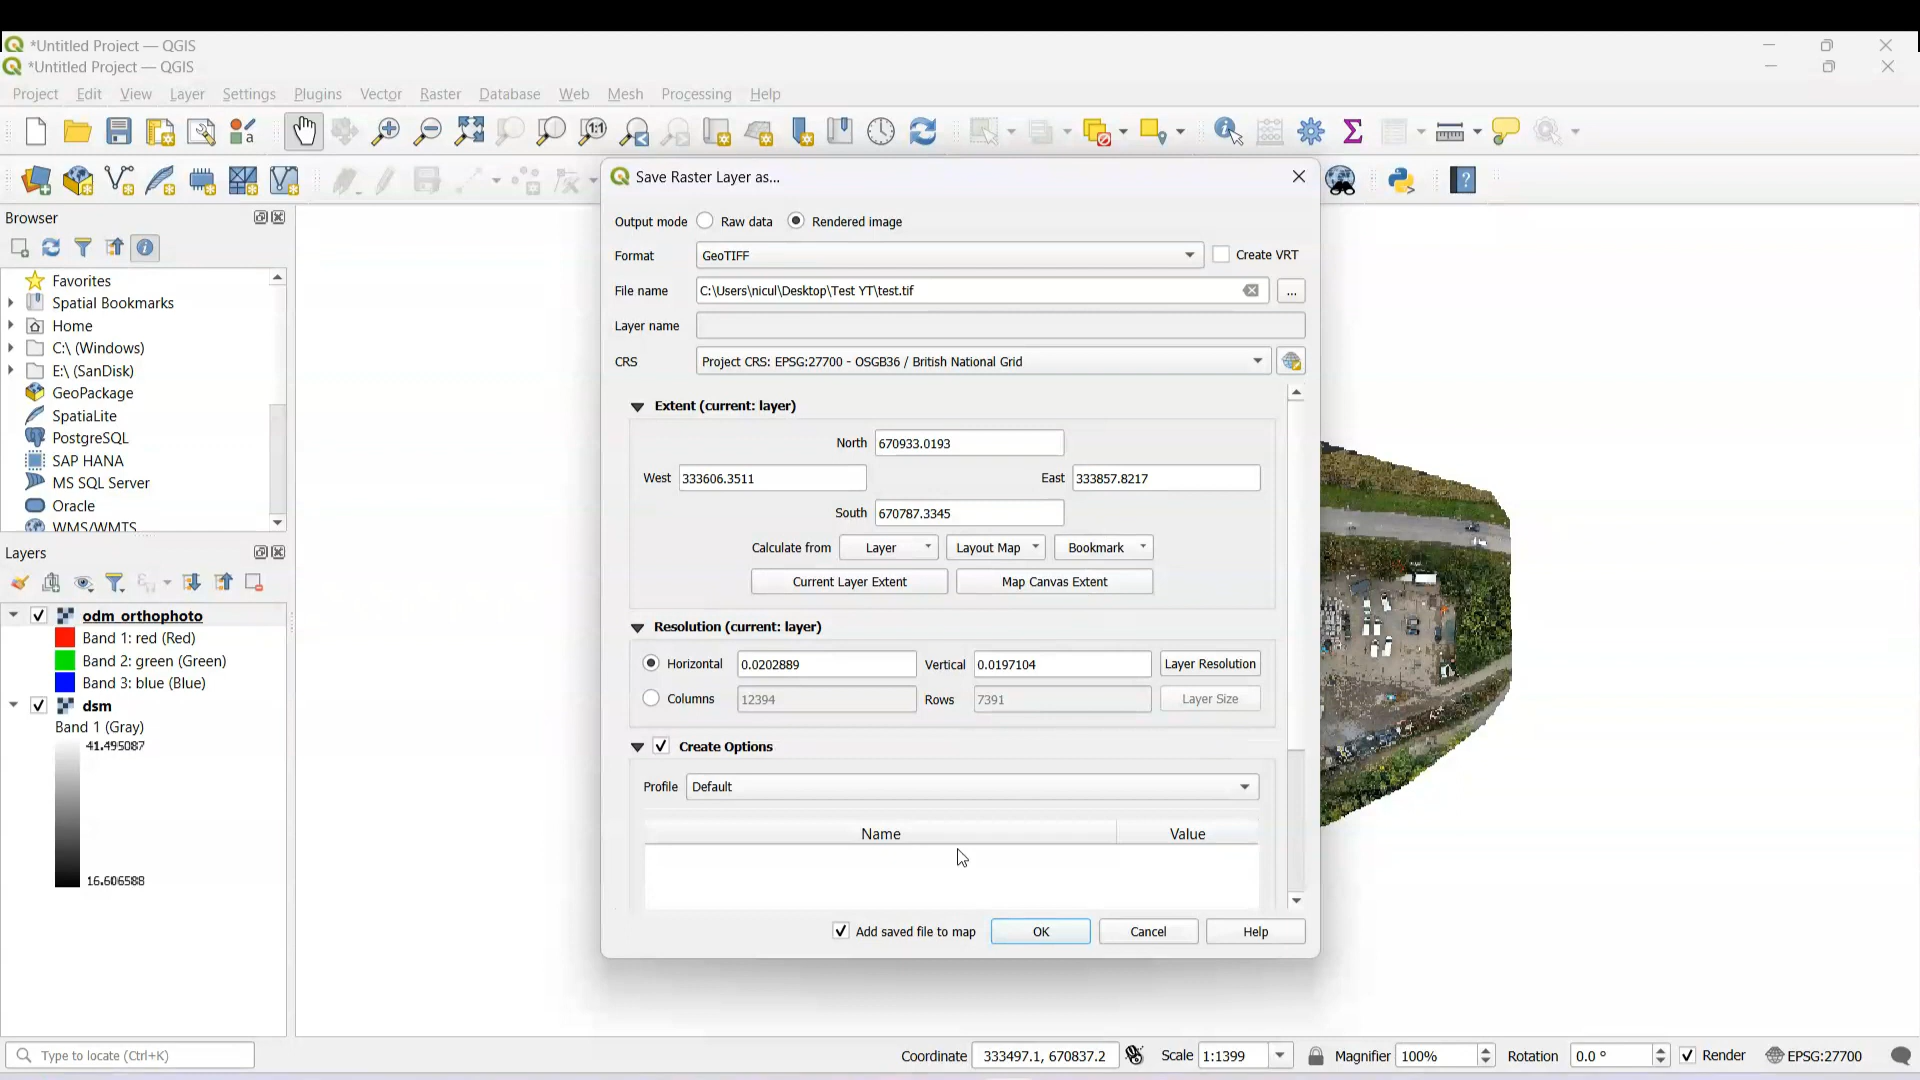 *Untitled Project — QGIS
*Untitled Project — QGIS
Project Edit View Layer Settings Plugins Vector Raster Database Web Mesh Processing Help
Browser
Favorites
Spatial Bookmarks
Home
C:\ (Windows)
E:\ (SanDisk)
GeoPackage
SpatiaLite
PostgreSQL
SAP HANA
MS SQL Server
Oracle
WMS/WMTS
Layers
odm_orthophoto
Band 1: red (Red)
Band 2: green (Green)
Band 3: blue (Blue)
dsm
Band 1 (Gray)
41.495087
16.606588
Save Raster Layer as...
Output mode Raw data Rendered image
Format GeoTIFF Create VRT
File name C:\Users\nicul\Desktop\Test YT\test.tif ...
Layer name
CRS Project CRS: EPSG:27700 - OSGB36 / British National Grid
Extent (current: layer)
North 670933.0193
West 333606.3511 East 333857.8217
South 670787.3345
Calculate from Layer Layout Map Bookmark
Current Layer Extent Map Canvas Extent
Resolution (current: layer)
Horizontal 0.0202889 Vertical 0.0197104 Layer Resolution
Columns 12394 Rows 7391 Layer Size
Create Options
Profile Default
Name Value
Add saved file to map OK Cancel Help
Type to locate (Ctrl+K) Coordinate 333497.1, 670837.2 Scale 1:1399 Magnifier 100% Rotation 0.0 ° Render EPSG:27700